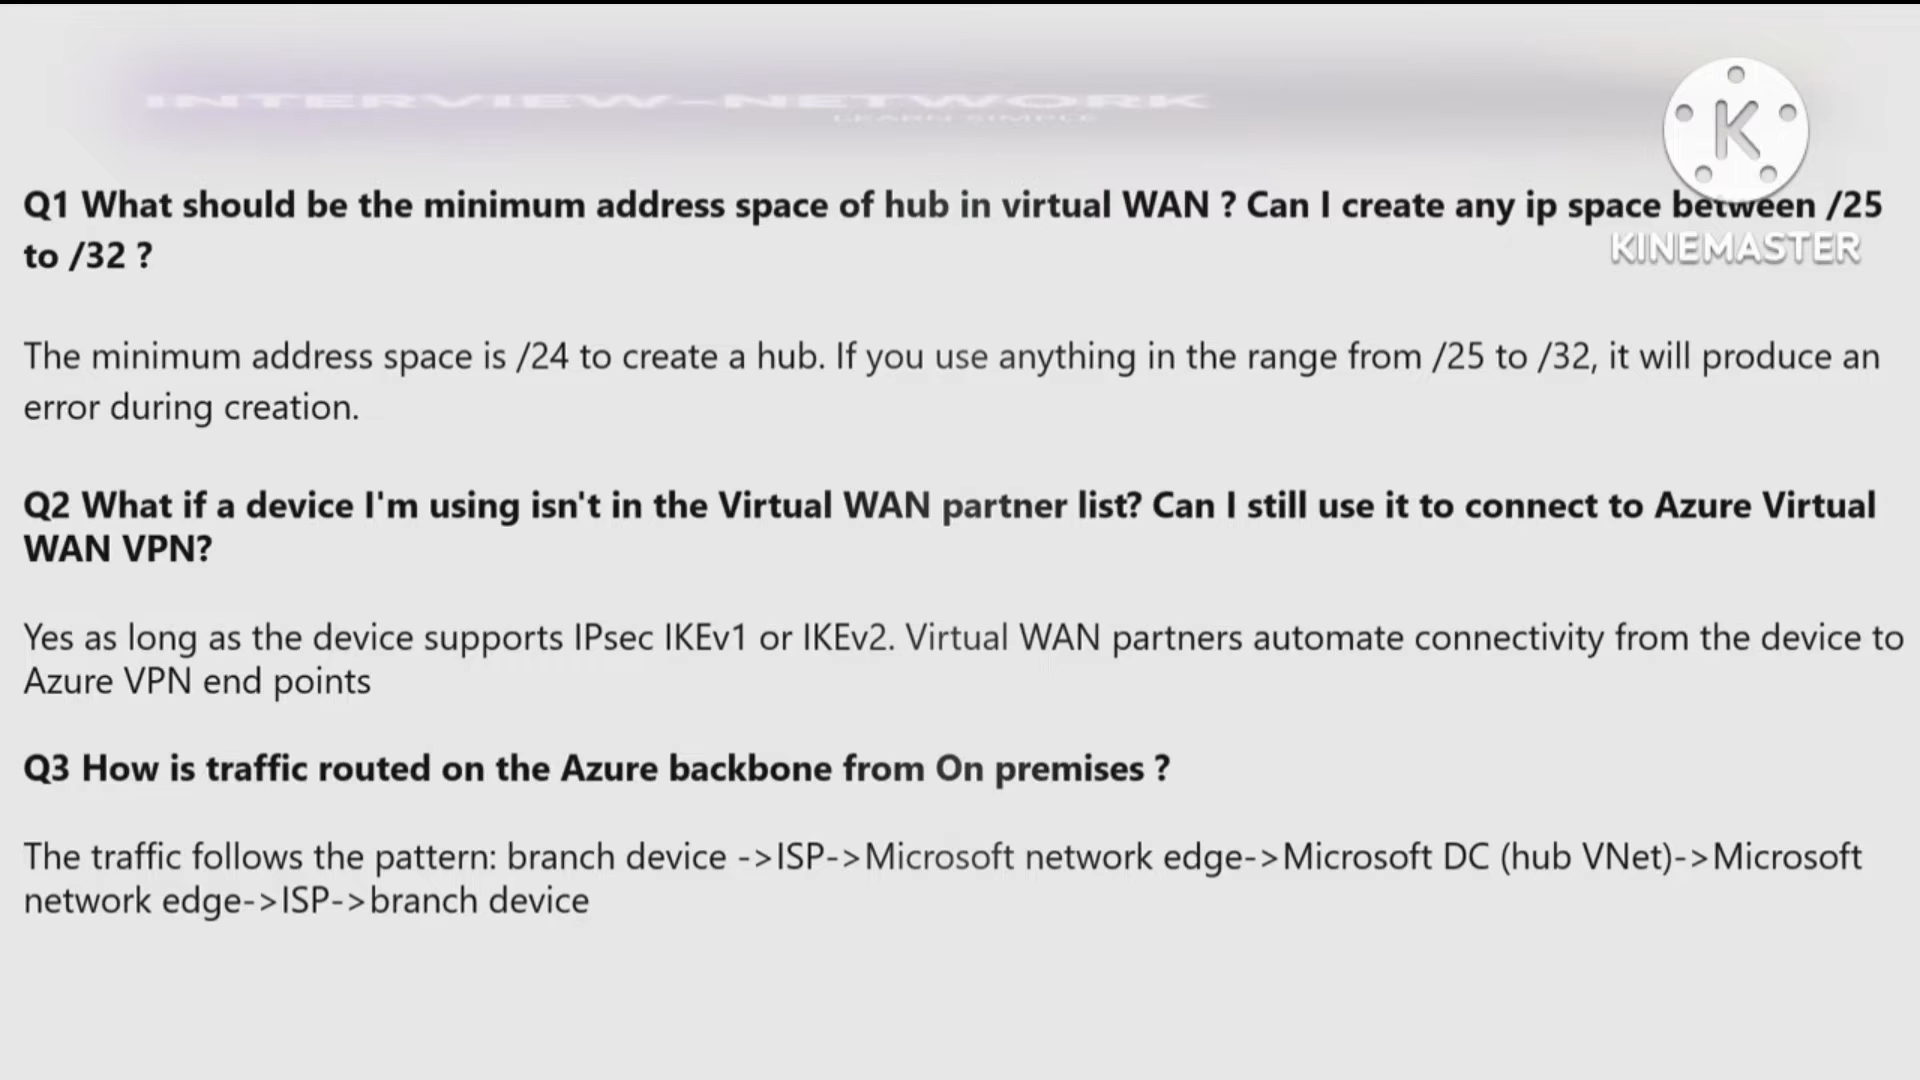 INTERVIEW-NETWORK
LEARN SIMPLE
K
Q1 What should be the minimum address space of hub in virtual WAN ? Can I create any ip space between /25
KINEMASTER
to /32 ?
The minimum address space is /24 to create a hub. If you use anything in the range from /25 to /32, it will produce an
error during creation.
Q2 What if a device I'm using isn't in the Virtual WAN partner list? Can I still use it to connect to Azure Virtual
WAN VPN?
Yes as long as the device supports IPsec IKEv1 or IKEv2. Virtual WAN partners automate connectivity from the device to
Azure VPN end points
Q3 How is traffic routed on the Azure backbone from On premises ?
The traffic follows the pattern: branch device ->ISP->Microsoft network edge->Microsoft DC (hub VNet)->Microsoft
network edge->ISP->branch device